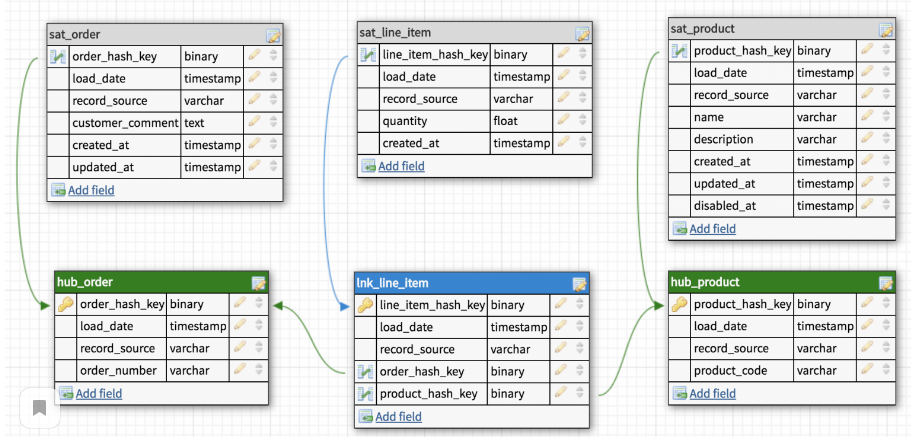 sat_order
order_hash_key binary
load_date timestamp
record_source varchar
customer_comment text
created_at timestamp
updated_at timestamp
Add field
sat_line_item
line_item_hash_key binary
load_date timestamp
record_source varchar
quantity float
created_at timestamp
Add field
sat_product
product_hash_key binary
load_date timestamp
record_source varchar
name varchar
description varchar
created_at timestamp
updated_at timestamp
disabled_at timestamp
Add field
hub_order
order_hash_key binary
load_date timestamp
record_source varchar
order_number varchar
Add field
lnk_line_item
line_item_hash_key binary
load_date timestamp
record_source varchar
order_hash_key binary
product_hash_key binary
Add field
hub_product
product_hash_key binary
load_date timestamp
record_source varchar
product_code varchar
Add field